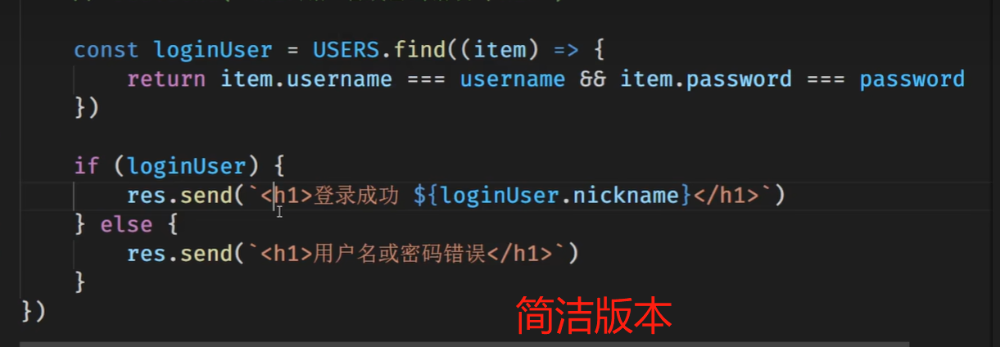 const loginUser = USERS.find((item) => {
return item.username === username && item.password === password
})
if (loginUser) {
res.send(`<h1>登录成功 ${loginUser.nickname}</h1>`)
} else {
res.send(`<h1>用户名或密码错误</h1>`)
}
})
简洁版本